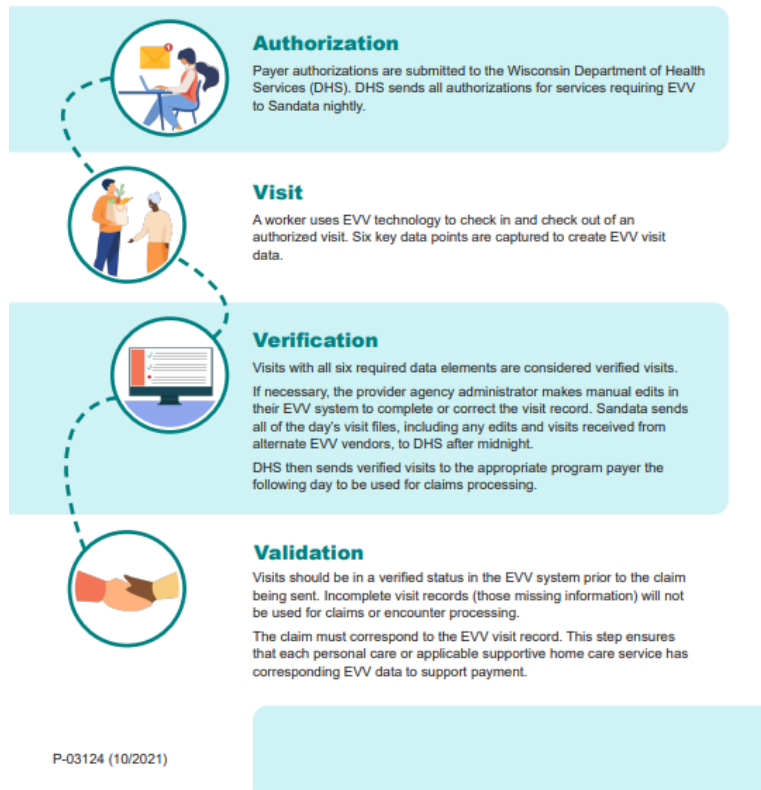 Authorization
Payer authorizations are submitted to the Wisconsin Department of Health
Services (DHS). DHS sends all authorizations for services requiring EVV
to Sandata nightly.
Visit
A worker uses EVV technology to check in and check out of an
authorized visit. Six key data points are captured to create EVV visit
data.
Verification
Visits with all six required data elements are considered verified visits.
If necessary, the provider agency administrator makes manual edits in
their EVV system to complete or correct the visit record. Sandata sends
all of the day's visit files, including any edits and visits received from
alternate EVV vendors, to DHS after midnight.
DHS then sends verified visits to the appropriate program payer the
following day to be used for claims processing.
Validation
Visits should be in a verified status in the EVV system prior to the claim
being sent. Incomplete visit records (those missing information) will not
be used for claims or encounter processing.
The claim must correspond to the EVV visit record. This step ensures
that each personal care or applicable supportive home care service has
corresponding EVV data to support payment.
P-03124 (10/2021)